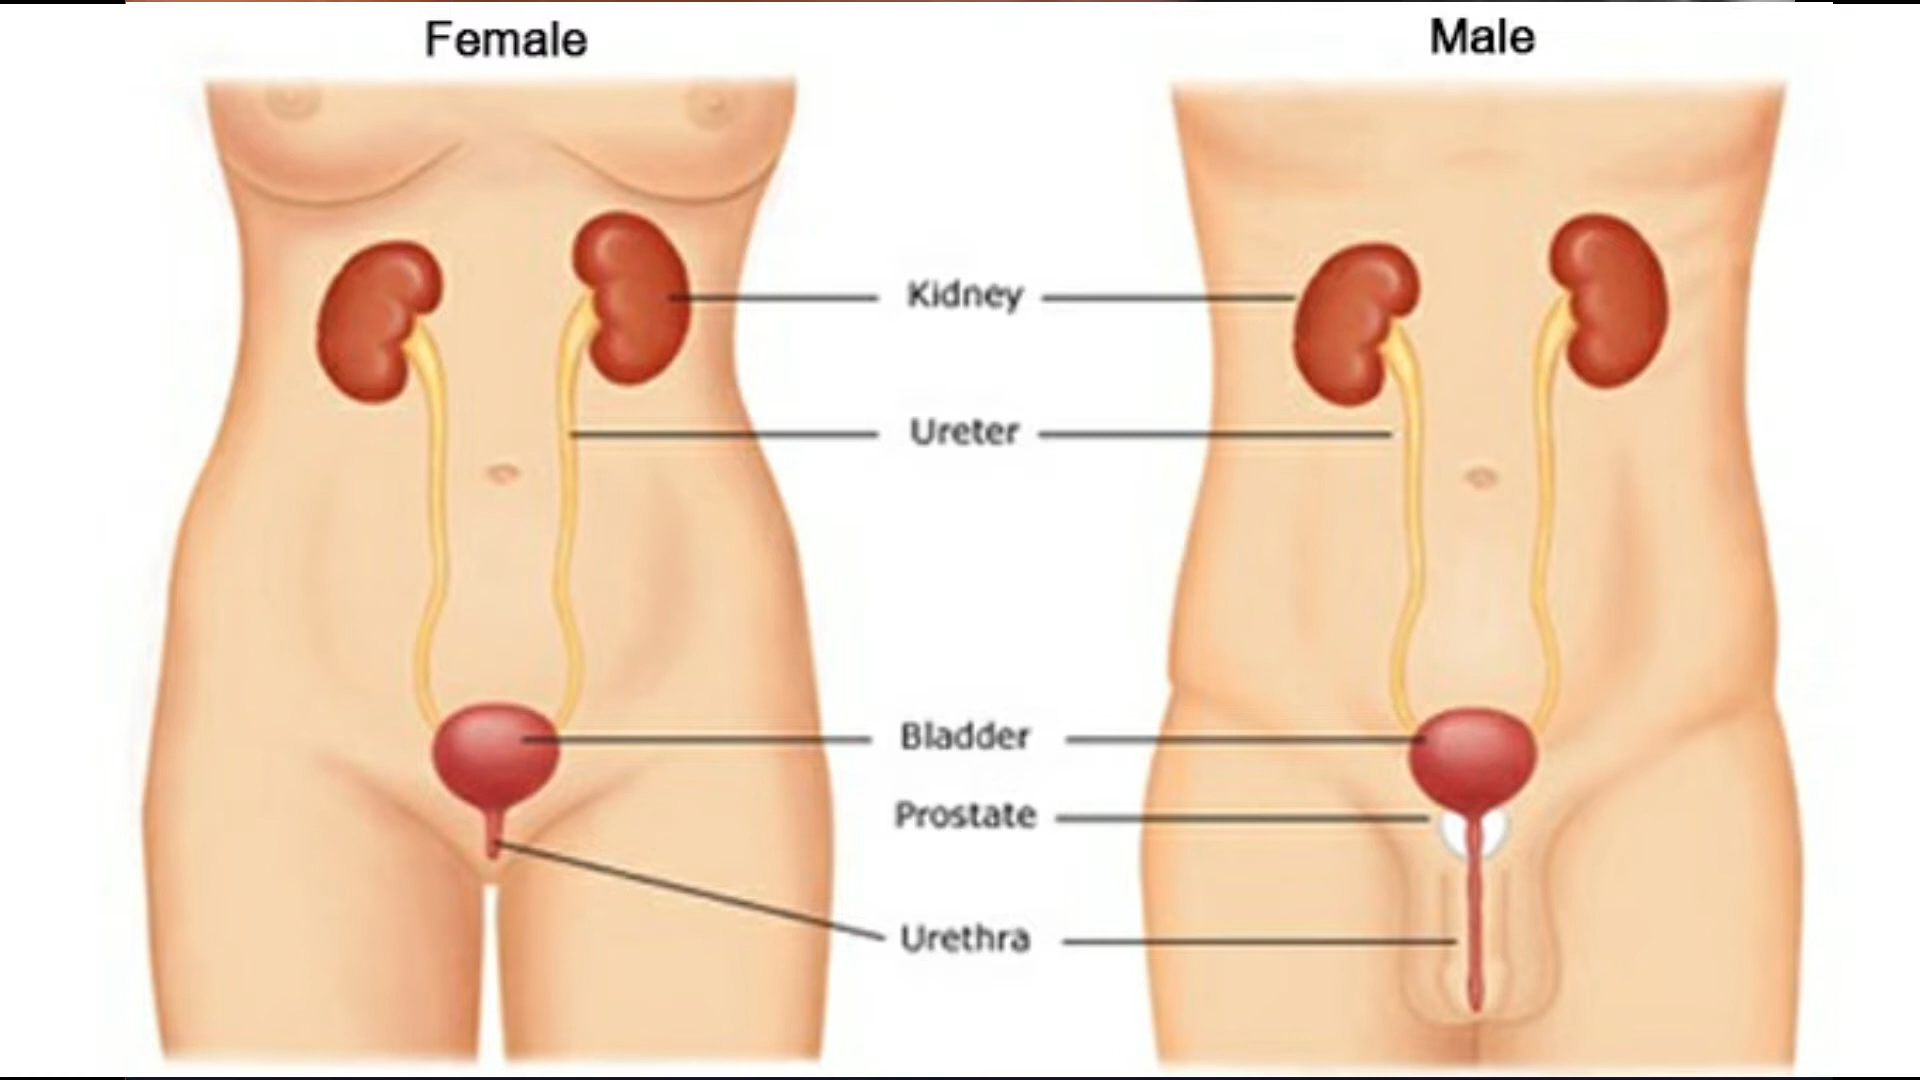 Female
Male
Kidney
Ureter
Bladder
Prostate
Urethra